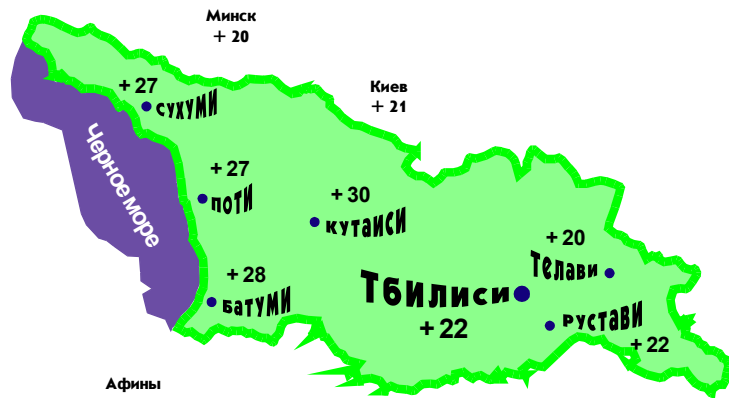 Минск
+ 20
Киев
+ 21
+ 27
сухуми
Черное море
+ 27
поти
+ 30
кутаиси
+ 20
Телави
+ 28
батуми
Тбилиси
+ 22
рустави
+ 22
Афины